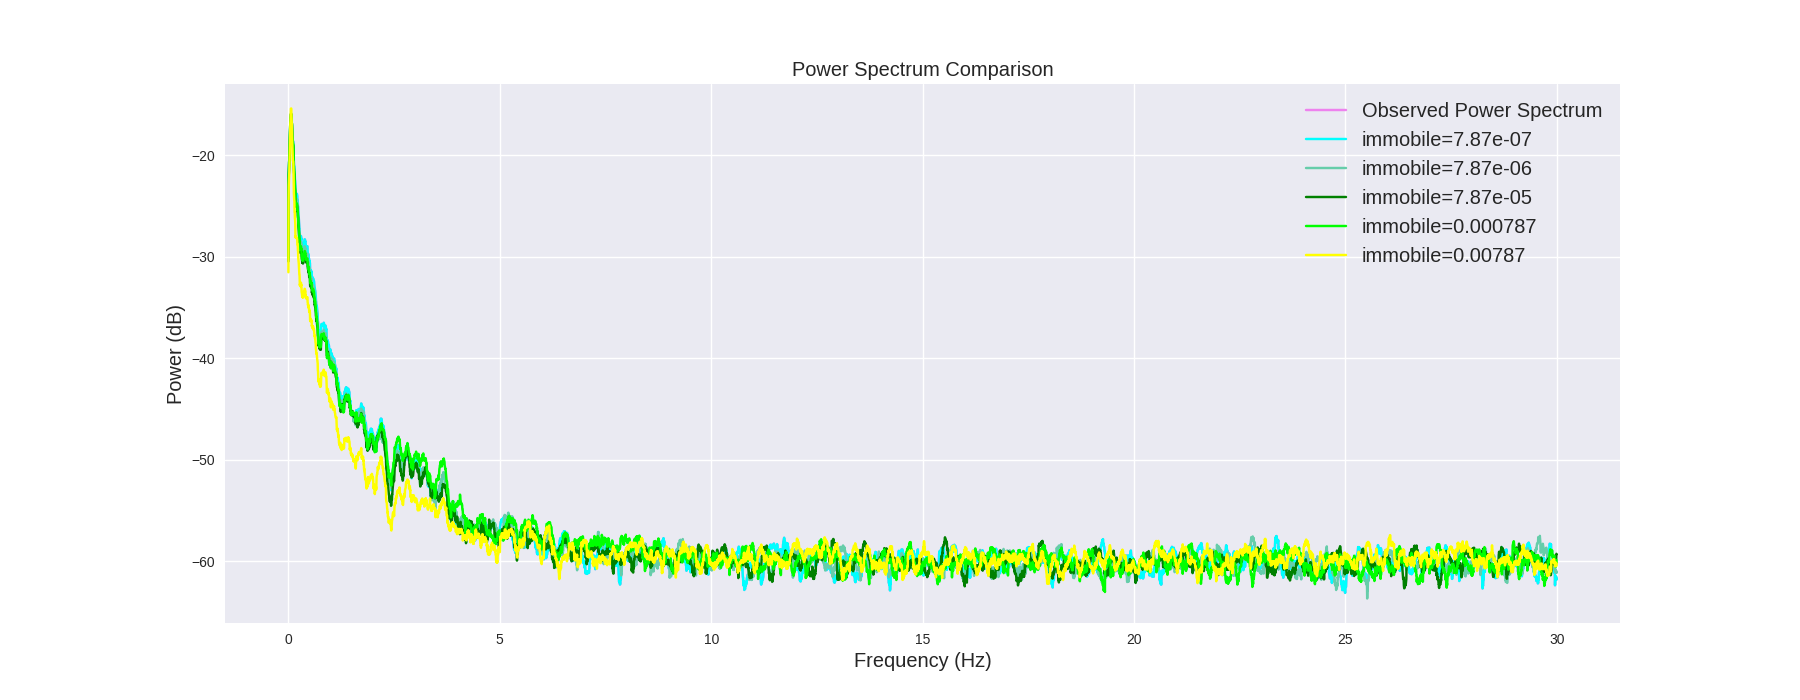 Power Spectrum Comparison
Observed Power Spectrum
immobile=7.87e-07
immobile=7.87e-06
immobile=7.87e-05
immobile=0.000787
immobile=0.00787
−20
−30
−40
−50
−60
Power (dB)
0 5 10 15 20 25 30
Frequency (Hz)